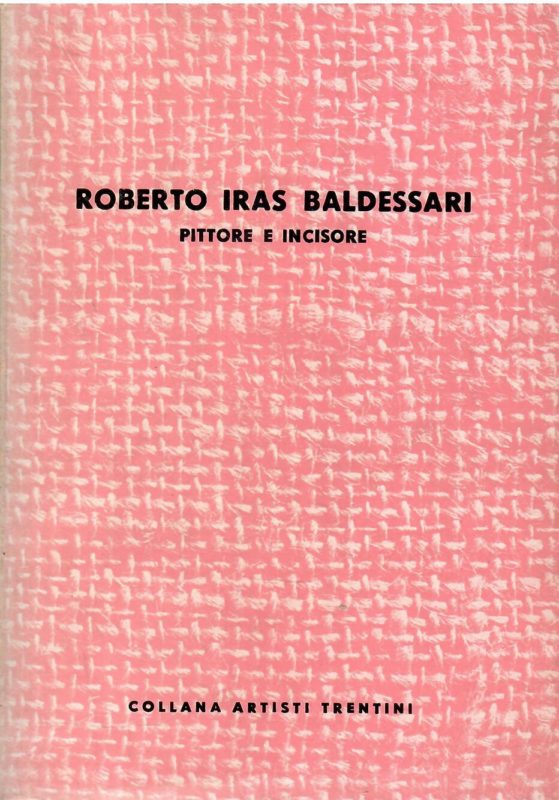 ROBERTO IRAS BALDESSARI
PITTORE E INCISORE
COLLANA ARTISTI TRENTINI